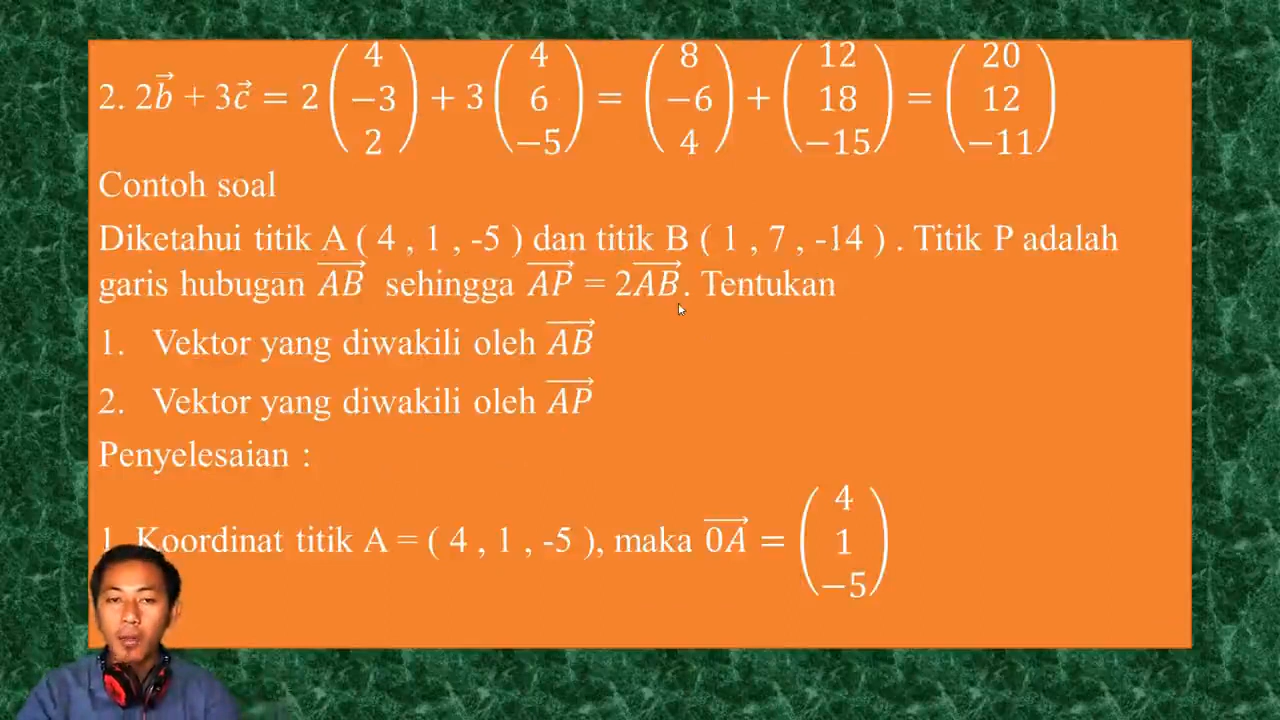 2. 2b⃗ + 3c⃗ = 2(4 −3 2) + 3(4 6 −5) = (8 −6 4) + (12 18 −15) = (20 12 −11)
Contoh soal
Diketahui titik A ( 4 , 1 , -5 ) dan titik B ( 1 , 7 , -14 ) . Titik P adalah
garis hubugan AB⃗ sehingga AP⃗ = 2AB⃗. Tentukan
1. Vektor yang diwakili oleh AB⃗
2. Vektor yang diwakili oleh AP⃗
Penyelesaian :
1. Koordinat titik A = ( 4 , 1 , -5 ), maka 0A⃗ = (4 1 −5)